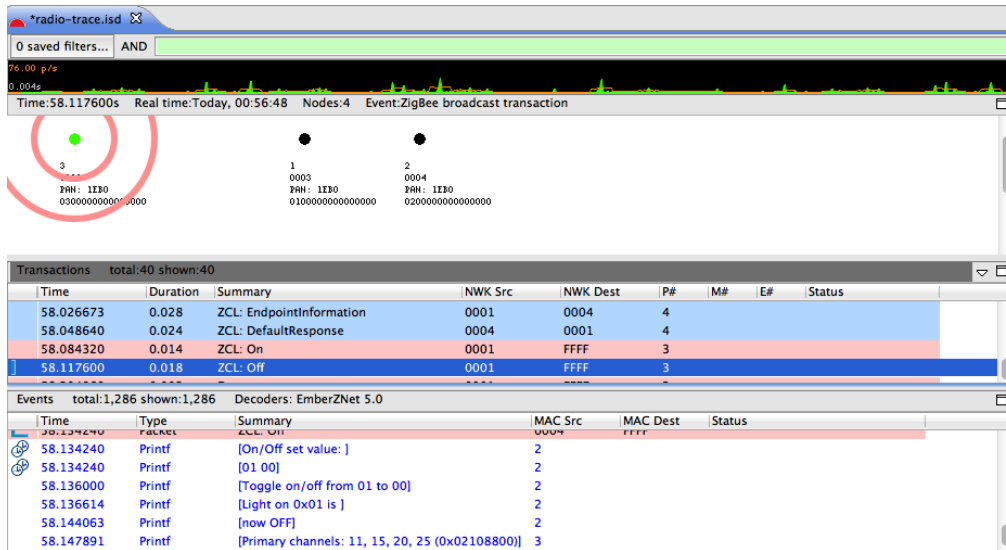 *radio-trace.isd
0 saved filters... AND
76.00 p/s
0.004s
Time:58.117600s Real time:Today, 00:56:48 Nodes:4 Event:ZigBee broadcast transaction
3 1 2
0003 0004
PAN: 1EB0 PAN: 1EB0 PAN: 1EB0
0300000000000000 0100000000000000 0200000000000000
Transactions total:40 shown:40
Time Duration Summary NWK Src NWK Dest P# M# E# Status
58.026673 0.028 ZCL: EndpointInformation 0001 0004 4
58.048640 0.024 ZCL: DefaultResponse 0004 0001 4
58.084320 0.014 ZCL: On 0001 FFFF 3
58.117600 0.018 ZCL: Off 0001 FFFF 3
Events total:1,286 shown:1,286 Decoders: EmberZNet 5.0
Time Type Summary MAC Src MAC Dest Status
58.134240 Packet ZCL: Off 0004 FFFF
58.134240 Printf [On/Off set value: ] 2
58.134240 Printf [01 00] 2
58.136000 Printf [Toggle on/off from 01 to 00] 2
58.136614 Printf [Light on 0x01 is ] 2
58.144063 Printf [now OFF] 2
58.147891 Printf [Primary channels: 11, 15, 20, 25 (0x02108800)] 3